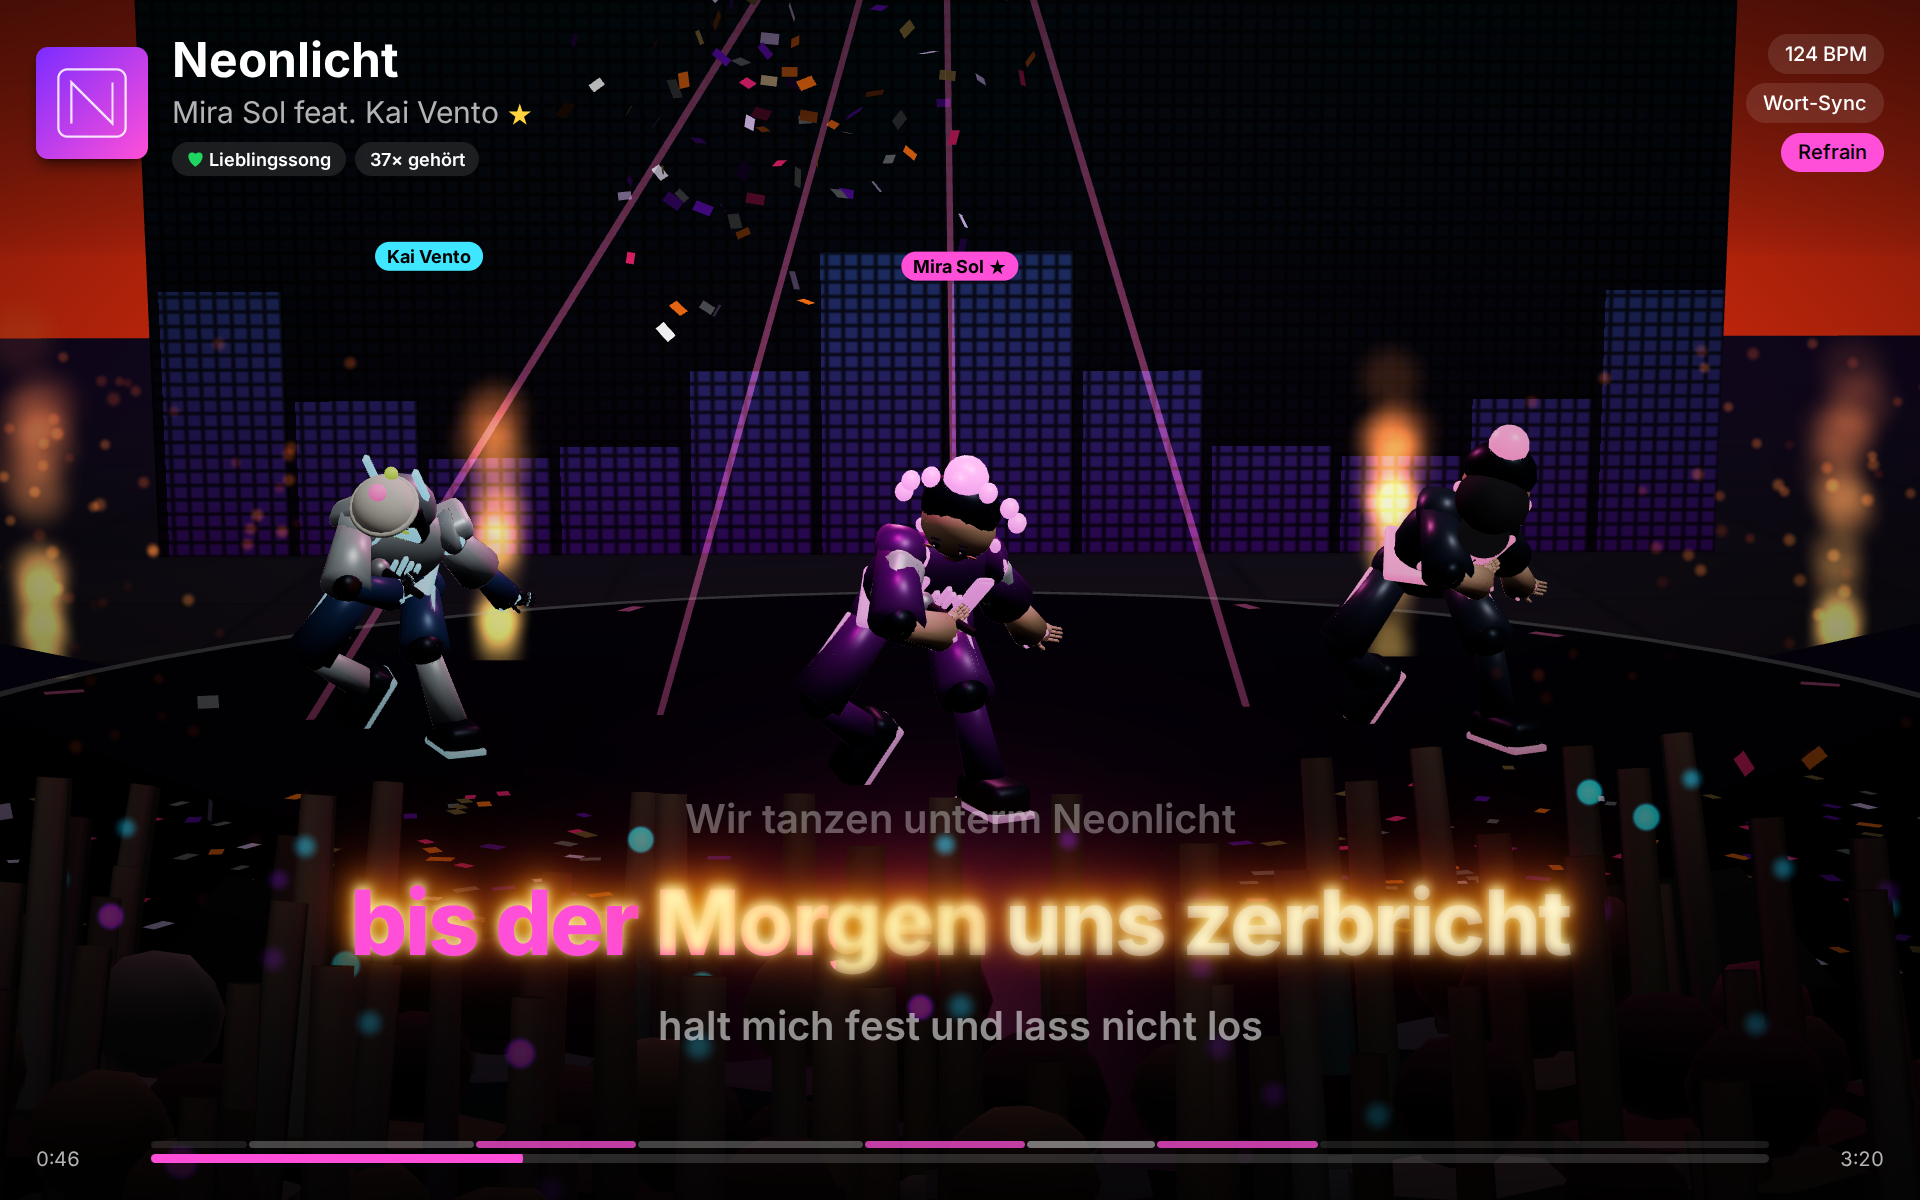 N
Neonlicht
Mira Sol feat. Kai Vento ★
Lieblingssong
37× gehört
124 BPM
Wort-Sync
Refrain
Kai Vento
Mira Sol ★
Wir tanzen unterm Neonlicht
bis der Morgen uns zerbricht
halt mich fest und lass nicht los
0:46
3:20